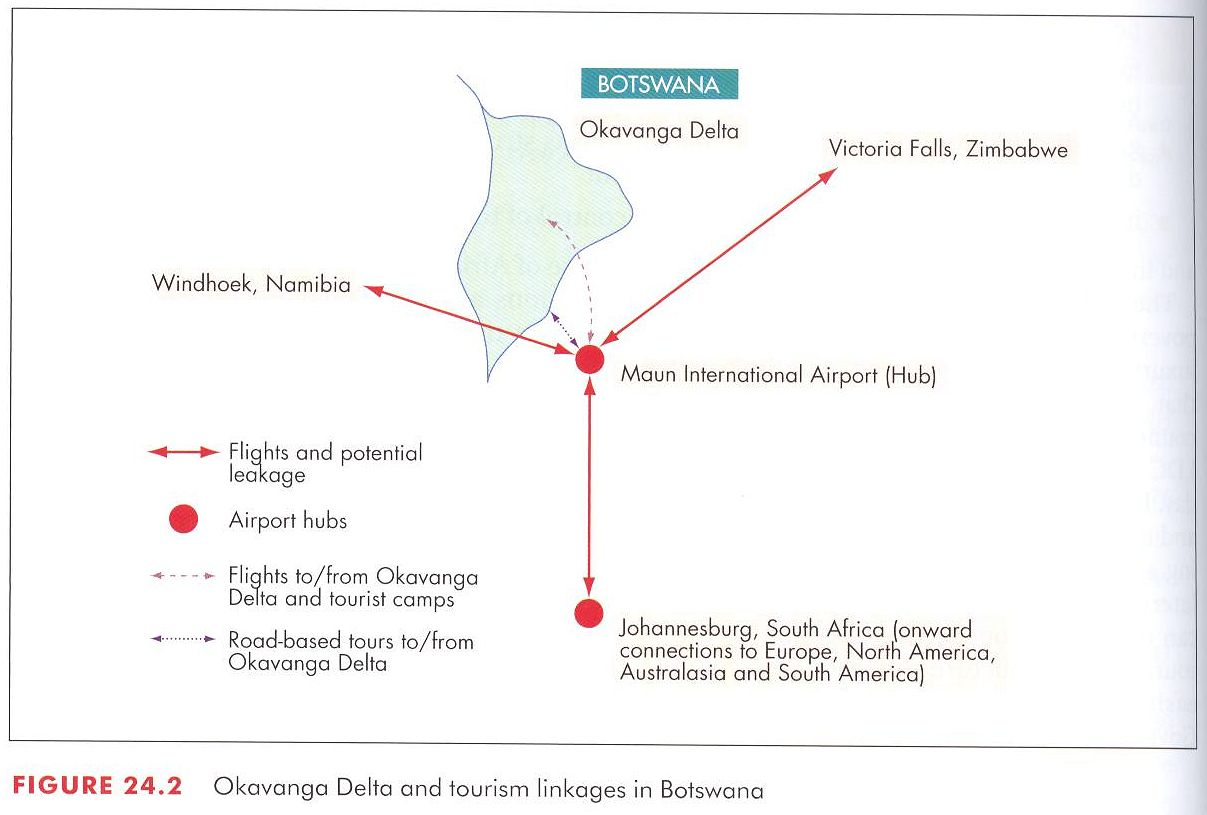 BOTSWANA
Okavanga Delta
Victoria Falls, Zimbabwe
Windhoek, Namibia
Maun International Airport (Hub)
Flights and potential
leakage
Airport hubs
Flights to/from Okavanga
Delta and tourist camps
Road-based tours to/from
Okavanga Delta
Johannesburg, South Africa (onward
connections to Europe, North America,
Australasia and South America)
FIGURE 24.2 Okavanga Delta and tourism linkages in Botswana